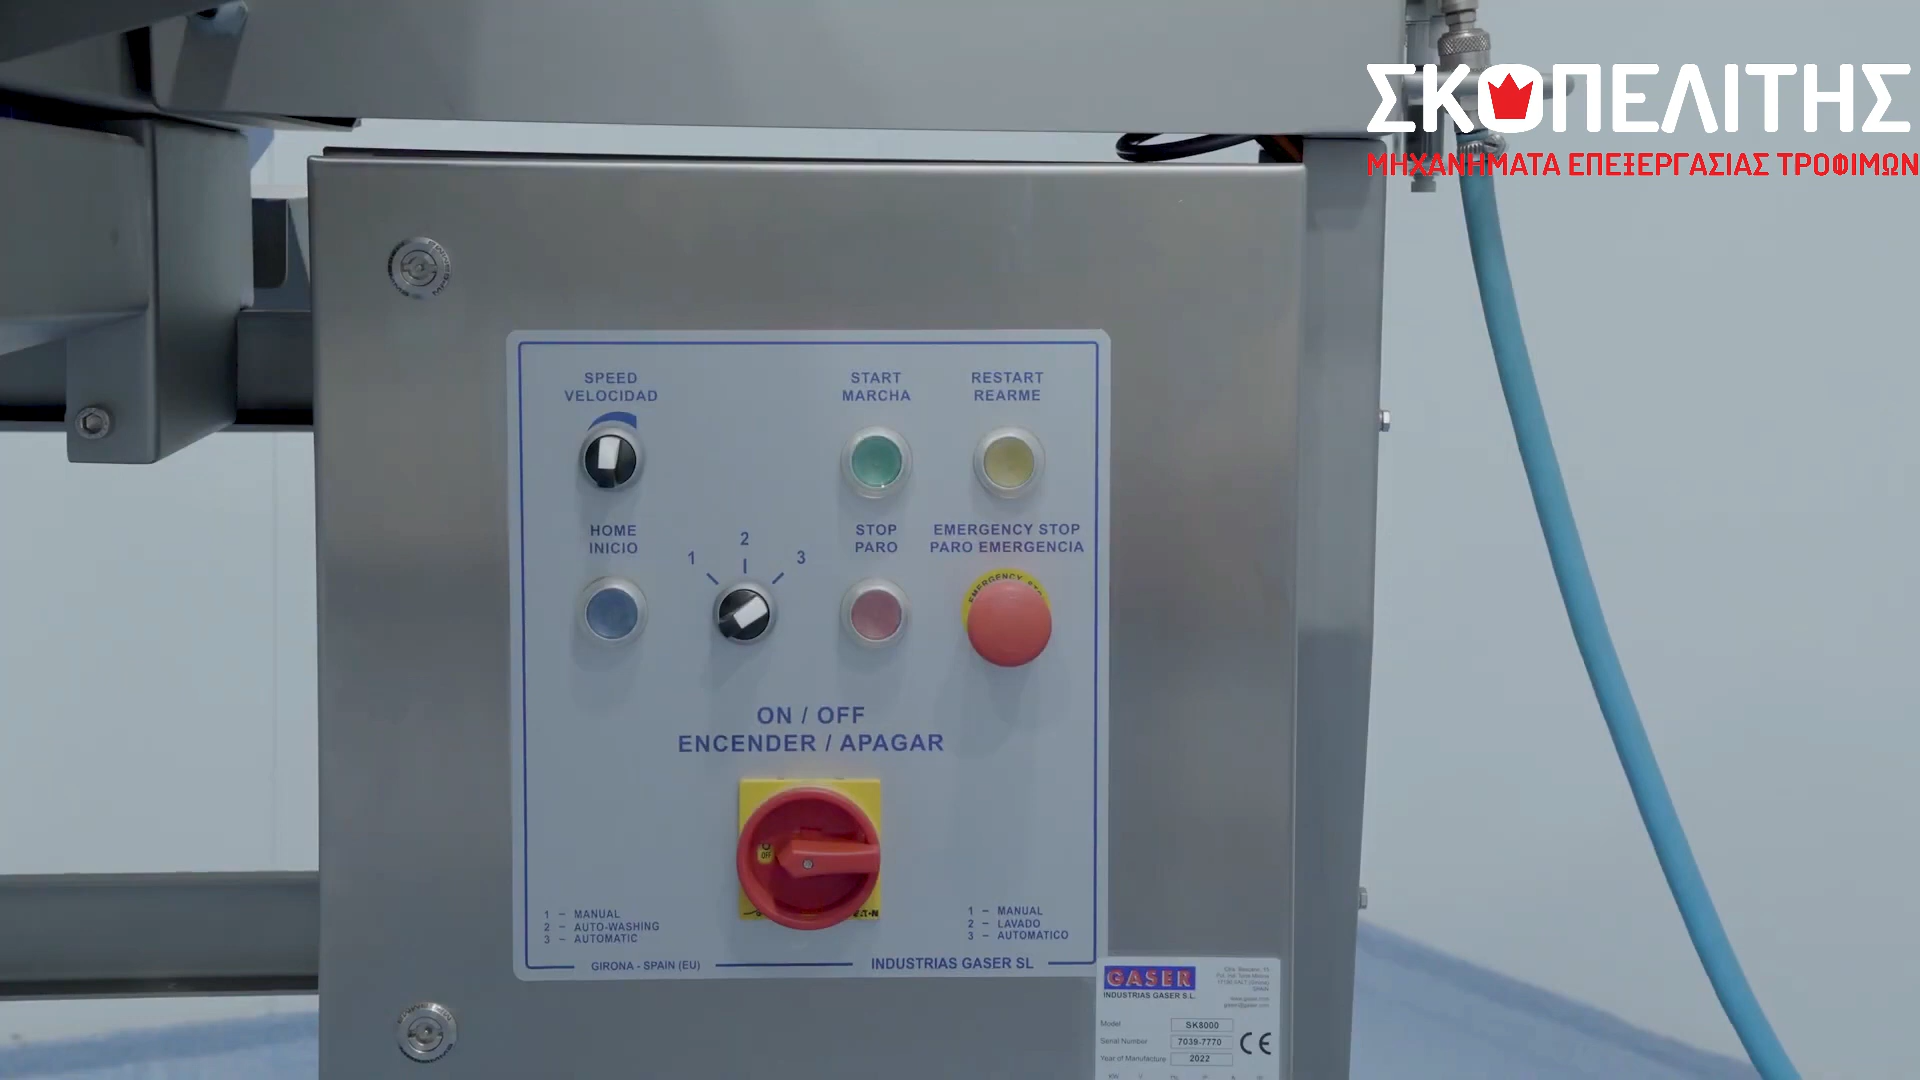 ΣΚΟΠΕΛΙΤΗΣ
ΜΗΧΑΝΗΜΑΤΑ ΕΠΕΞΕΡΓΑΣΙΑΣ ΤΡΟΦΙΜΩΝ
SPEED
VELOCIDAD
START
MARCHA
RESTART
REARME
HOME
INICIO
1 2 3
STOP
PARO
EMERGENCY STOP
PARO EMERGENCIA
EMERGENCY
ON / OFF
ENCENDER / APAGAR
OFF
1 – MANUAL
2 – AUTO-WASHING
3 – AUTOMATIC
1 – MANUAL
2 – LAVADO
3 – AUTOMATICO
GIRONA - SPAIN (EU)
INDUSTRIAS GASER SL
GASER
INDUSTRIAS GASER S.L.
Model SK8000
Serial Number 7039-7770
Year of Manufacture 2022
CE